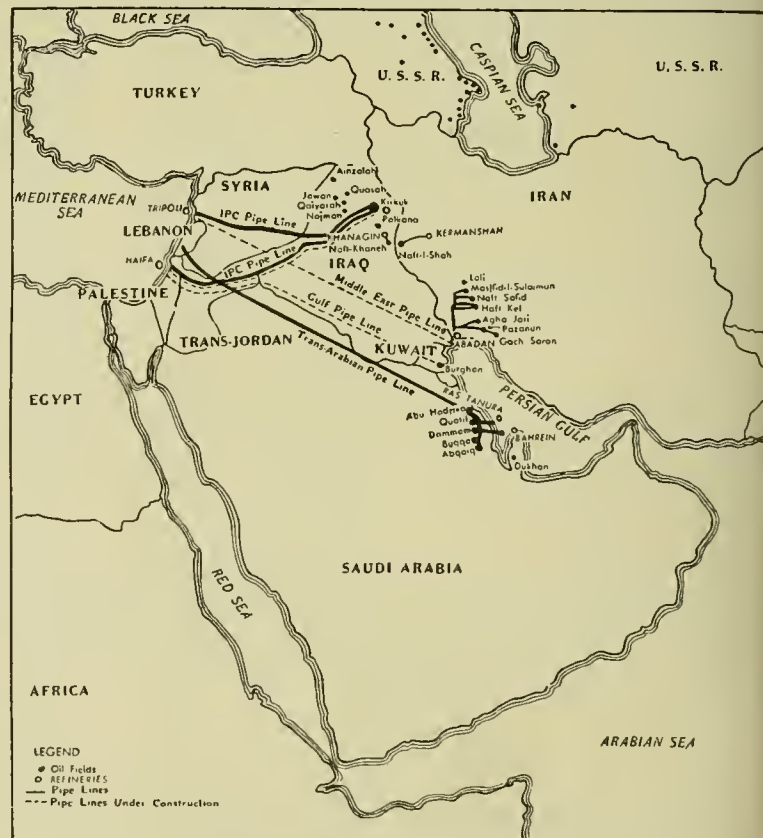 BLACK SEA
TURKEY
U. S. S. R.
CASPIAN SEA
U. S. S. R.
MEDITERRANEAN
SEA
SYRIA
Ainzalah
Quasah
Jawan
Qaiyarah
Najman
Kirkuk
Palkana
IRAN
TRIPOLI
IPC Pipe Line
LEBANON
HAIFA
IPC Pipe Line
KHANAGIN
Naft-Khaneh
IRAQ
KERMANSHAH
Naft-I-Shah
PALESTINE
Middle East Pipe Line
Gulf Pipe Line
Lali
Masjid-I-Sulaimun
Naft Safid
Haft Kel
Agha Jari
Pazanun
Gach Saran
ABADAN
TRANS-JORDAN
Trans-Arabian Pipe Line
KUWAIT
Burghan
EGYPT
RAS TANURA
PERSIAN GULF
Abu Hadriya
Quatif
Dammam
Buqqa
Abqaiq
BAHREIN
Dukhan
SAUDI ARABIA
RED SEA
AFRICA
ARABIAN SEA
LEGEND
Oil Fields
REFINERIES
Pipe Lines
Pipe Lines Under Construction